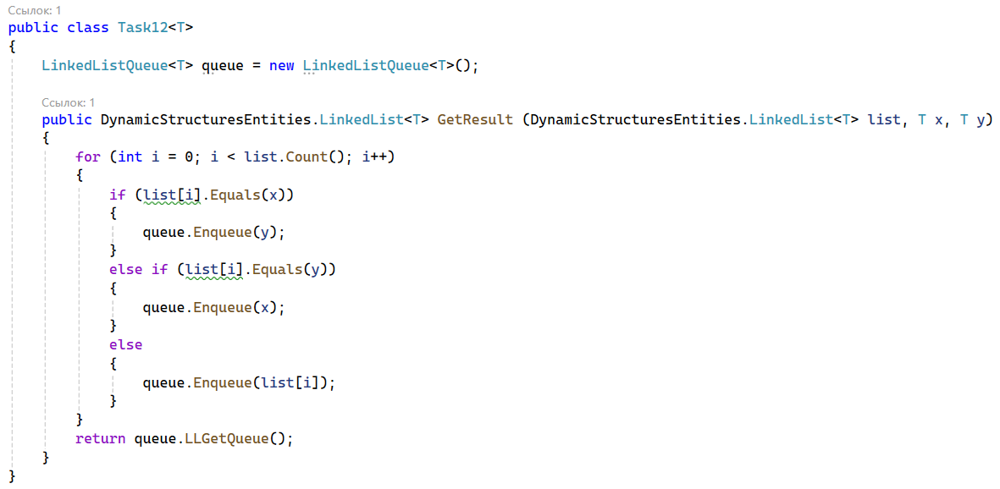 Ссылок: 1
public class Task12<T>
{
    LinkedListQueue<T> queue = new LinkedListQueue<T>();
    Ссылок: 1
    public DynamicStructuresEntities.LinkedList<T> GetResult (DynamicStructuresEntities.LinkedList<T> list, T x, T y)
    {
        for (int i = 0; i < list.Count(); i++)
        {
            if (list[i].Equals(x))
            {
                queue.Enqueue(y);
            }
            else if (list[i].Equals(y))
            {
                queue.Enqueue(x);
            }
            else
            {
                queue.Enqueue(list[i]);
            }
        }
        return queue.LLGetQueue();
    }
}